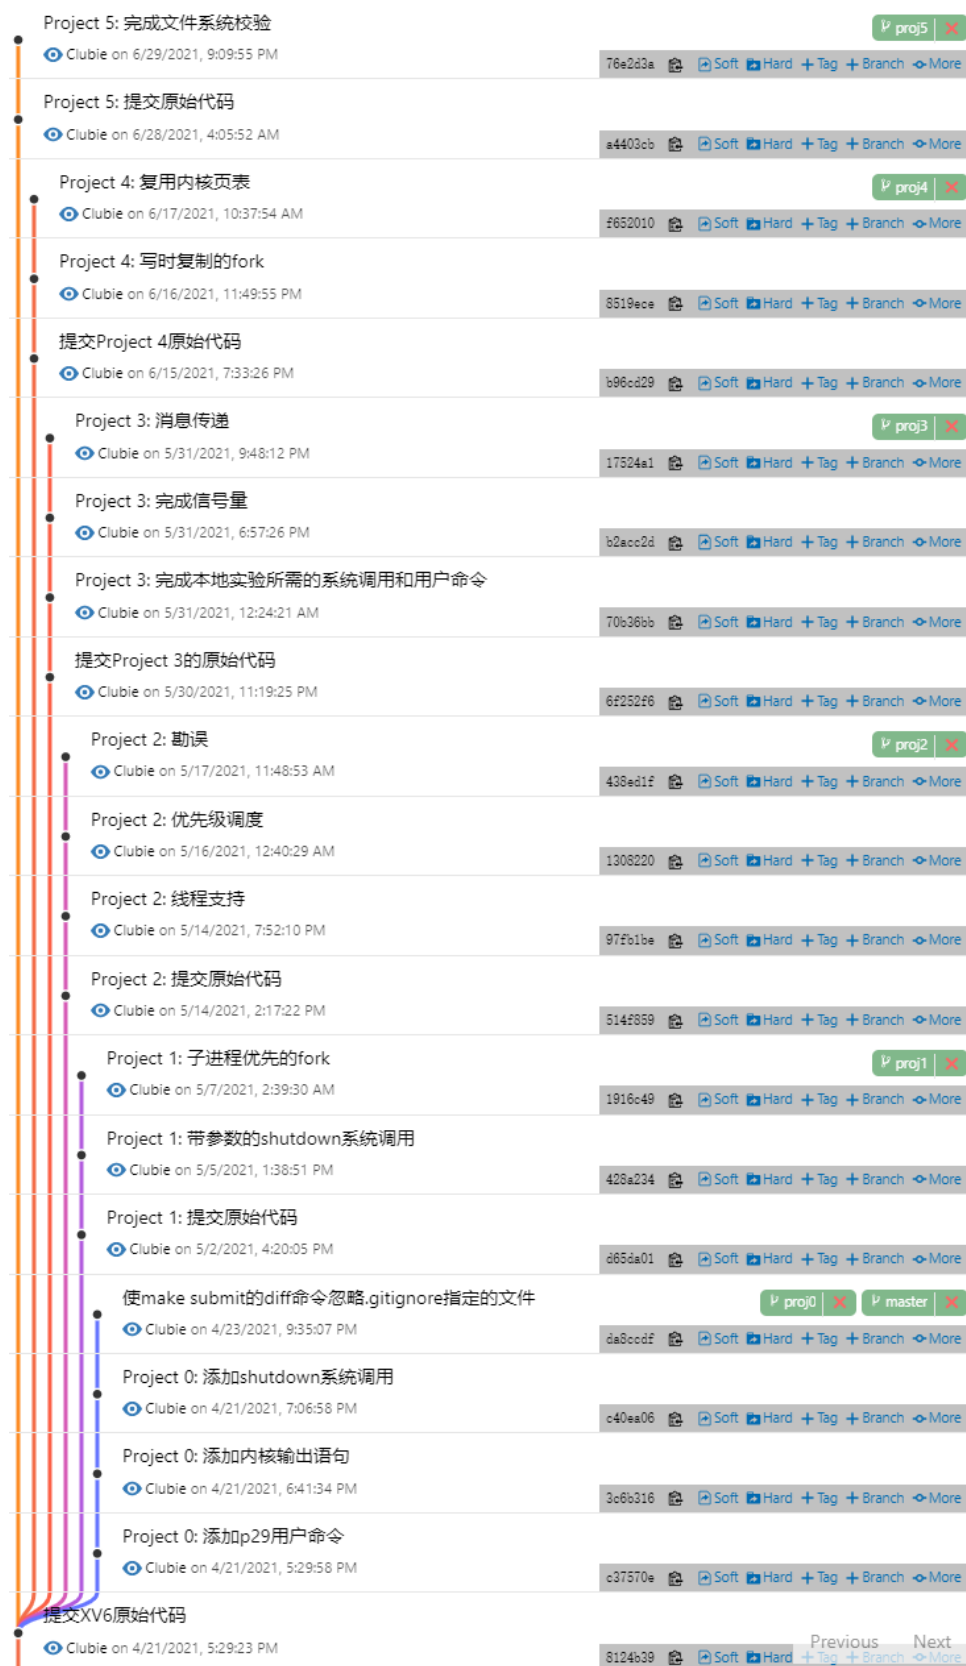 Project 5: 完成文件系统校验
proj5
Clubie on 6/29/2021, 9:09:55 PM
76e2d3a Soft Hard Tag Branch More
Project 5: 提交原始代码
Clubie on 6/28/2021, 4:05:52 AM
a4403cb Soft Hard Tag Branch More
Project 4: 复用内核页表
proj4
Clubie on 6/17/2021, 10:37:54 AM
f652010 Soft Hard Tag Branch More
Project 4: 写时复制的fork
Clubie on 6/16/2021, 11:49:55 PM
8519ece Soft Hard Tag Branch More
提交Project 4原始代码
Clubie on 6/15/2021, 7:33:26 PM
b96cd29 Soft Hard Tag Branch More
Project 3: 消息传递
proj3
Clubie on 5/31/2021, 9:48:12 PM
17524a1 Soft Hard Tag Branch More
Project 3: 完成信号量
Clubie on 5/31/2021, 6:57:26 PM
b2acc2d Soft Hard Tag Branch More
Project 3: 完成本地实验所需的系统调用和用户命令
Clubie on 5/31/2021, 12:24:21 AM
70b36bb Soft Hard Tag Branch More
提交Project 3的原始代码
Clubie on 5/30/2021, 11:19:25 PM
6f252f6 Soft Hard Tag Branch More
Project 2: 勘误
proj2
Clubie on 5/17/2021, 11:48:53 AM
438ed1f Soft Hard Tag Branch More
Project 2: 优先级调度
Clubie on 5/16/2021, 12:40:29 AM
1308220 Soft Hard Tag Branch More
Project 2: 线程支持
Clubie on 5/14/2021, 7:52:10 PM
97fb1be Soft Hard Tag Branch More
Project 2: 提交原始代码
Clubie on 5/14/2021, 2:17:22 PM
514f859 Soft Hard Tag Branch More
Project 1: 子进程优先的fork
proj1
Clubie on 5/7/2021, 2:39:30 AM
1916c49 Soft Hard Tag Branch More
Project 1: 带参数的shutdown系统调用
Clubie on 5/5/2021, 1:38:51 PM
428a234 Soft Hard Tag Branch More
Project 1: 提交原始代码
Clubie on 5/2/2021, 4:20:05 PM
d65da01 Soft Hard Tag Branch More
使make submit的diff命令忽略.gitignore指定的文件
proj0 master
Clubie on 4/23/2021, 9:35:07 PM
da8ccdf Soft Hard Tag Branch More
Project 0: 添加shutdown系统调用
Clubie on 4/21/2021, 7:06:58 PM
c40ea06 Soft Hard Tag Branch More
Project 0: 添加内核输出语句
Clubie on 4/21/2021, 6:41:34 PM
3c6b316 Soft Hard Tag Branch More
Project 0: 添加p29用户命令
Clubie on 4/21/2021, 5:29:58 PM
c37570e Soft Hard Tag Branch More
提交XV6原始代码
Clubie on 4/21/2021, 5:29:23 PM
Previous Next
8124b39 Soft Hard Tag Branch More